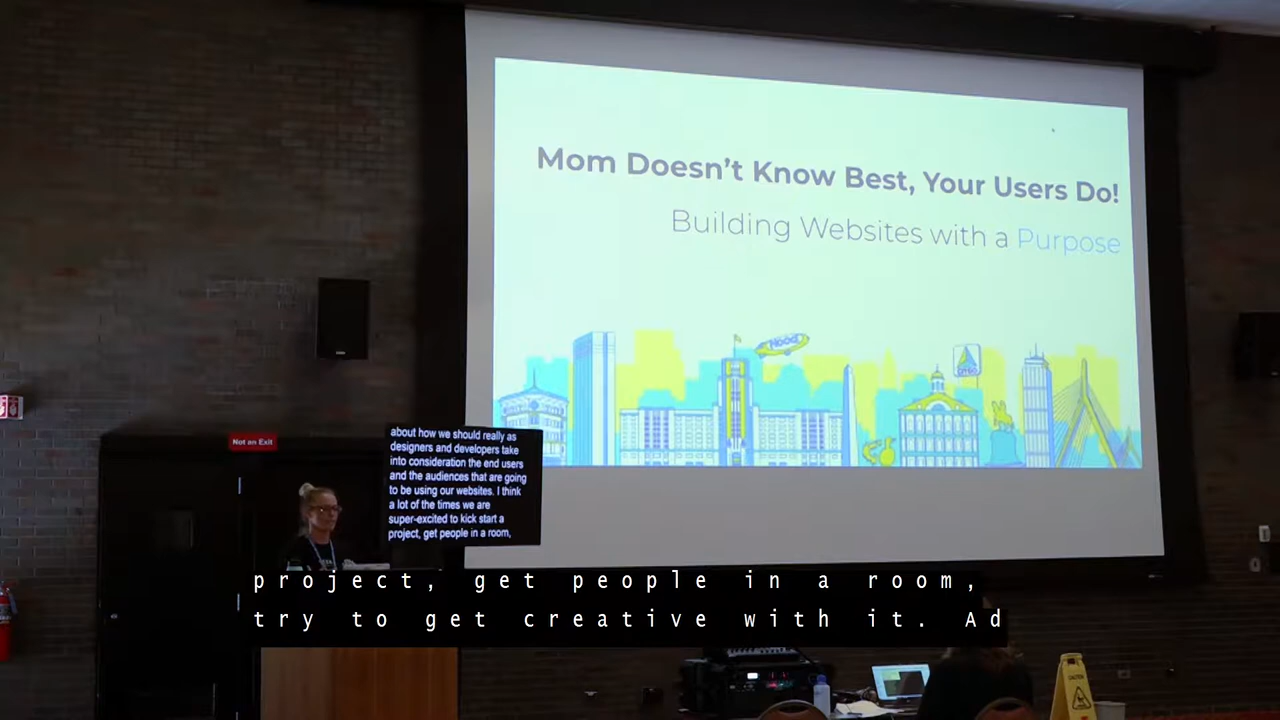 Mom Doesn't Know Best, Your Users Do!
Building Websites with a Purpose
Hood
CITGO
Not an Exit
about how we should really as
designers and developers take
into consideration the end users
and the audiences that are going
to be using our websites. I think
a lot of the times we are
super-excited to kick start a
project, get people in a room,
project, get people in a room,
try to get creative with it. Ad
CAUTION